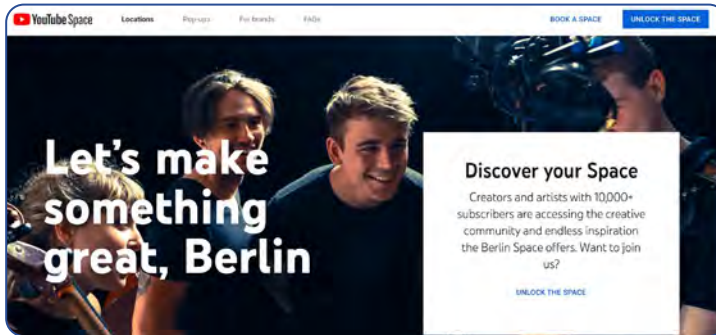 YouTube Space Locations Pop-ups For brands FAQs BOOK A SPACE UNLOCK THE SPACE
Let's make
something
great, Berlin
Discover your Space
Creators and artists with 10,000+
subscribers are accessing the creative
community and endless inspiration
the Berlin Space offers. Want to join
us?
UNLOCK THE SPACE